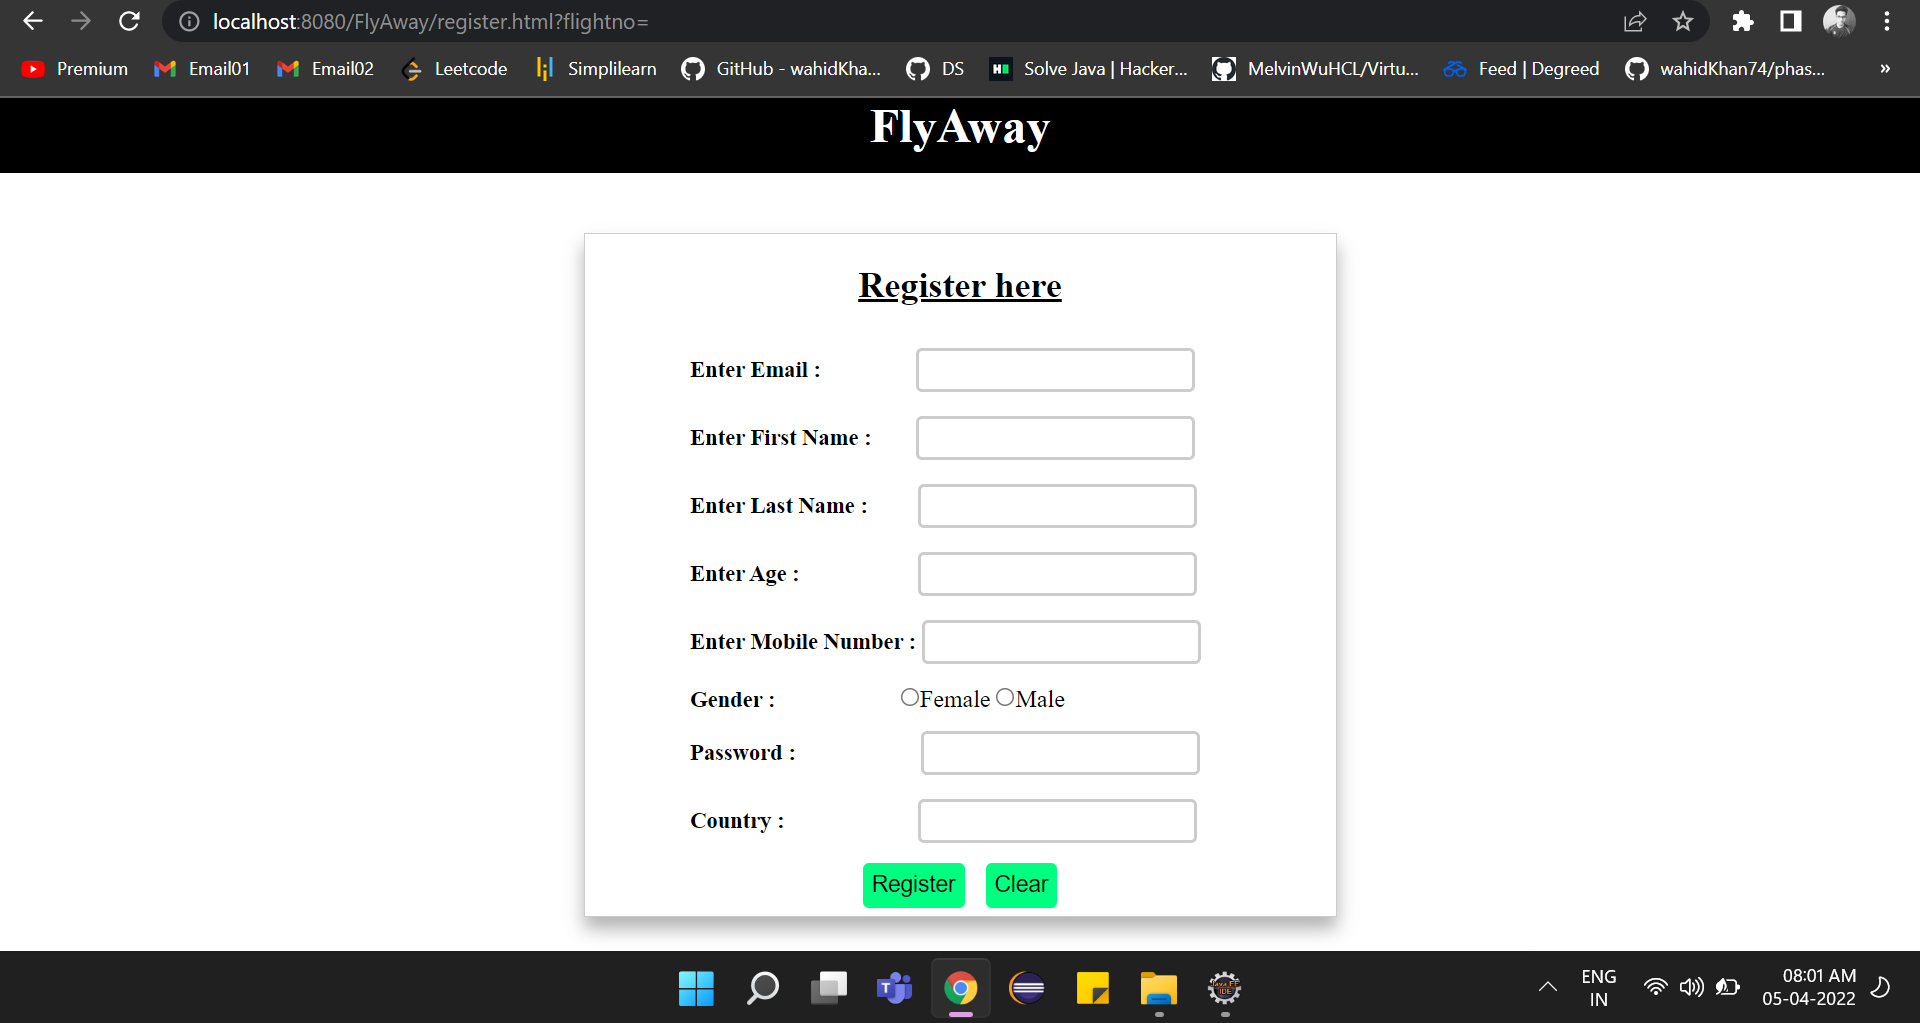 localhost:8080/FlyAway/register.html?flightno=
Premium Email01 Email02 Leetcode Simplilearn GitHub - wahidKha... DS Solve Java | Hacker... MelvinWuHCL/Virtu... Feed | Degreed wahidKhan74/phas... »
FlyAway
Register here
Enter Email :
Enter First Name :
Enter Last Name :
Enter Age :
Enter Mobile Number :
Gender : Female Male
Password :
Country :
Register Clear
ENG 08:01 AM
IN 05-04-2022